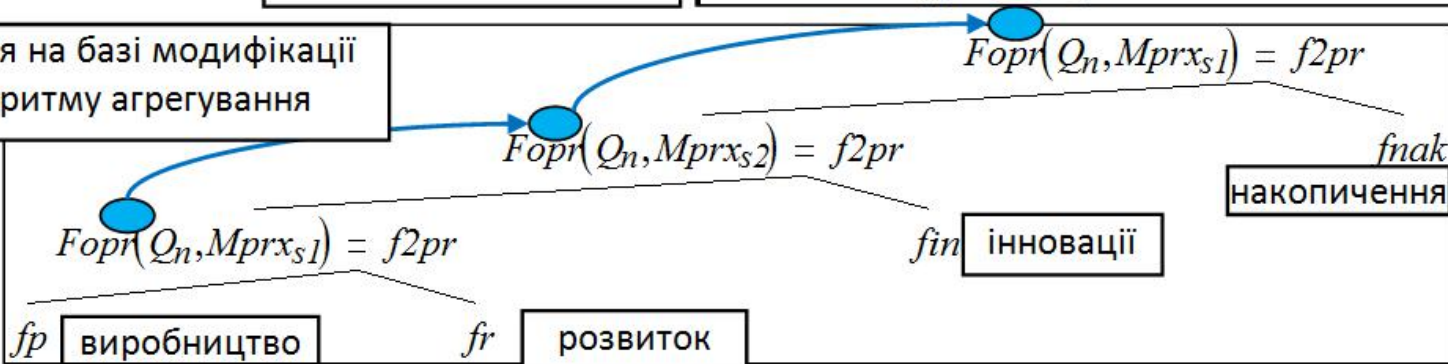 Fopr(Qn,Mprxs1) = f2pr
я на базі модифікації
ритму агрегування
Fopr(Qn,Mprxs2) = f2pr
fnak
накопичення
Fopr(Qn,Mprxs1) = f2pr
fin інновації
fp виробництво fr розвиток